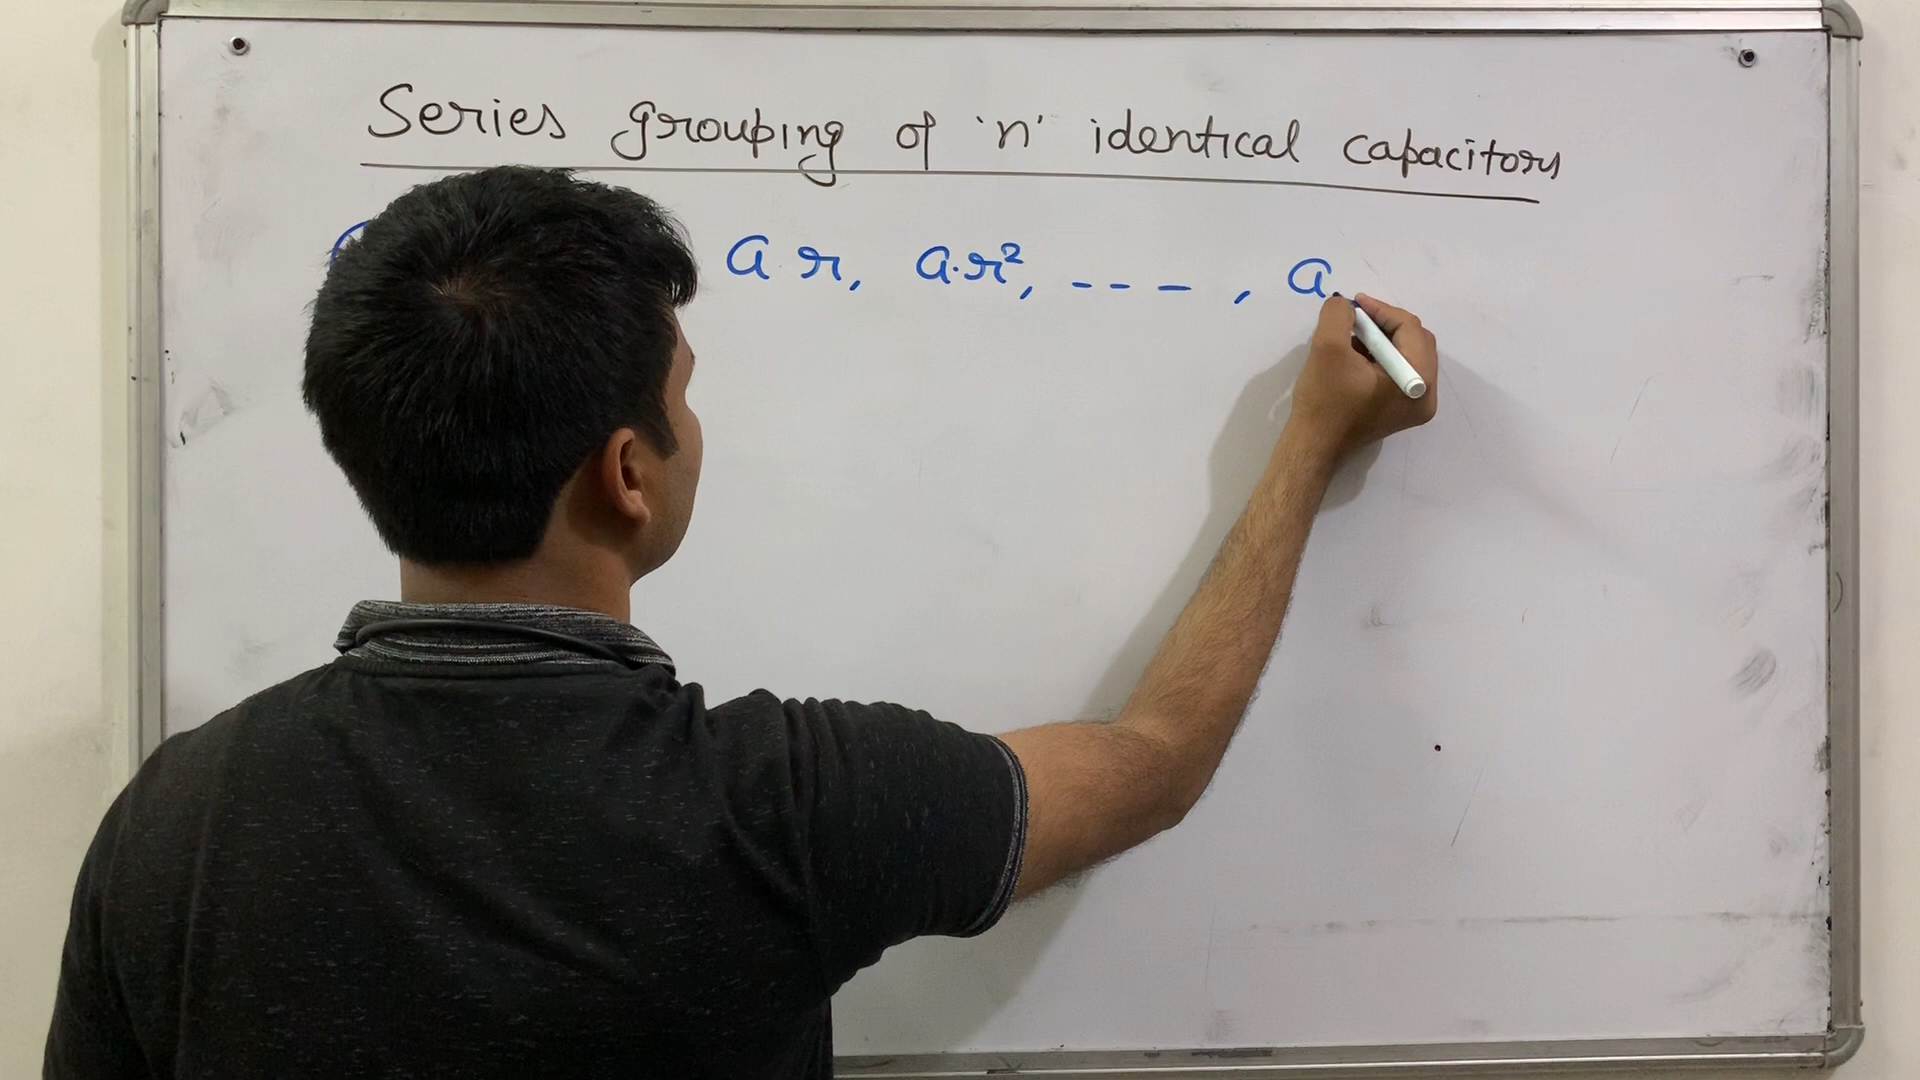 Series grouping of 'n' identical capacitors
a r, a.r², --- , a.